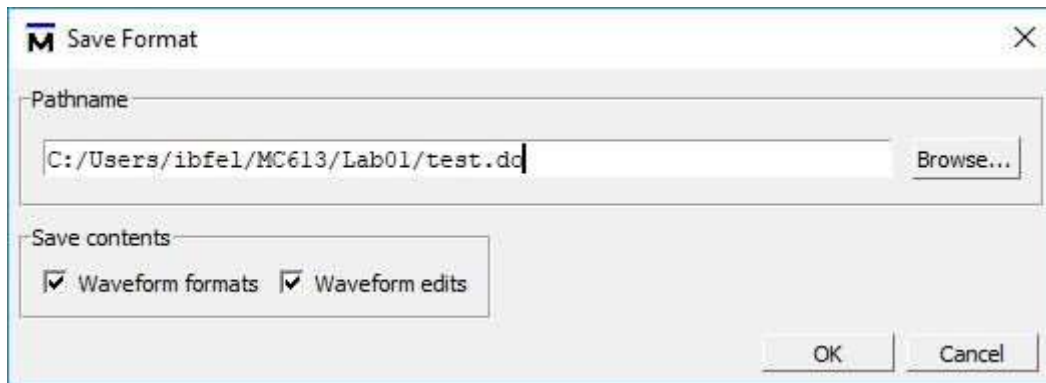 M Save Format
Pathname
C:/Users/ibfel/MC613/Lab01/test.do
Browse...
Save contents
Waveform formats Waveform edits
OK Cancel